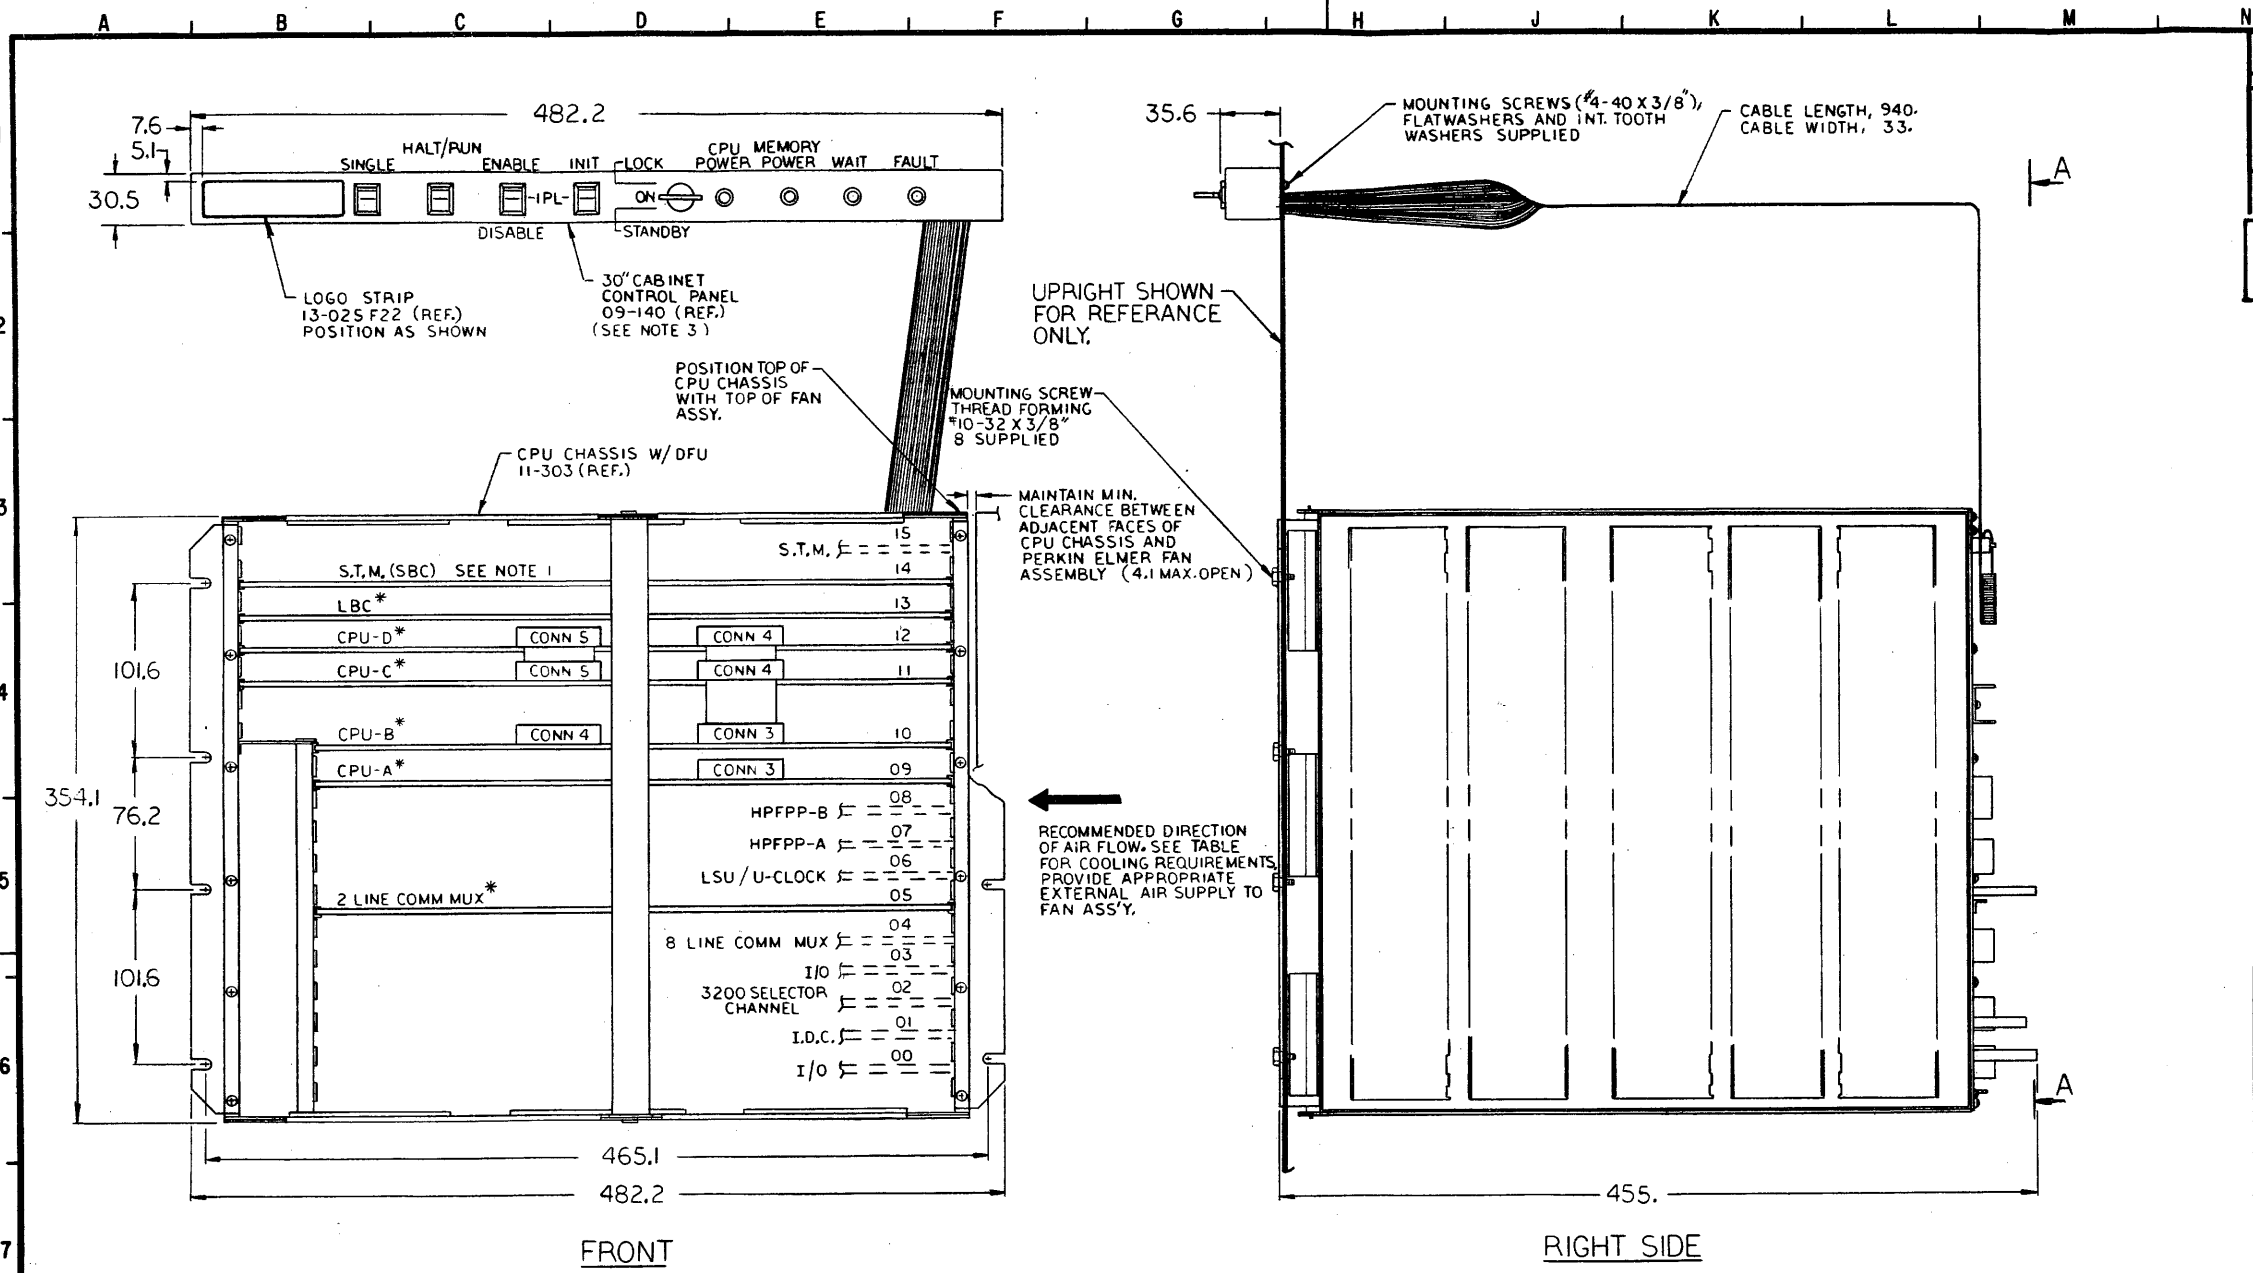 A B C D E F G H J K L M N
482.2
7.6
5.1
30.5
HALT/RUN
SINGLE
ENABLE
INIT
LOCK
CPU POWER
MEMORY POWER
WAIT
FAULT
-IPL-
ON
DISABLE
STANDBY
35.6
MOUNTING SCREWS (#4-40 X 3/8"),
FLATWASHERS AND INT. TOOTH
WASHERS SUPPLIED
CABLE LENGTH, 940.
CABLE WIDTH, 33.
A
LOGO STRIP
13-025 F22 (REF.)
POSITION AS SHOWN
30" CABINET
CONTROL PANEL
09-140 (REF.)
(SEE NOTE 3)
UPRIGHT SHOWN
FOR REFERANCE
ONLY.
2
POSITION TOP OF
CPU CHASSIS
WITH TOP OF FAN
ASSY.
MOUNTING SCREW
THREAD FORMING
#10-32 X 3/8"
8 SUPPLIED
CPU CHASSIS W/DFU
11-303 (REF.)
3
MAINTAIN MIN.
CLEARANCE BETWEEN
ADJACENT FACES OF
CPU CHASSIS AND
PERKIN ELMER FAN
ASSEMBLY (4.1 MAX. OPEN)
S.T.M. 15
S.T.M. (SBC) SEE NOTE 1 14
LBC* 13
CPU-D* CONN 5 CONN 4 12
CPU-C* CONN 5 CONN 4 11
CPU-B* CONN 4 CONN 3 10
CPU-A* CONN 3 09
HPFPP-B 08
HPFPP-A 07
LSU/U-CLOCK 06
2 LINE COMM MUX* 05
8 LINE COMM MUX 04
I/O 03
3200 SELECTOR
CHANNEL 02
I.D.C. 01
I/O 00
101.6
4
354.1
76.2
5
101.6
6
RECOMMENDED DIRECTION
OF AIR FLOW. SEE TABLE
FOR COOLING REQUIREMENTS,
PROVIDE APPROPRIATE
EXTERNAL AIR SUPPLY TO
FAN ASS'Y.
A
465.1
482.2
455.
7
FRONT
RIGHT SIDE